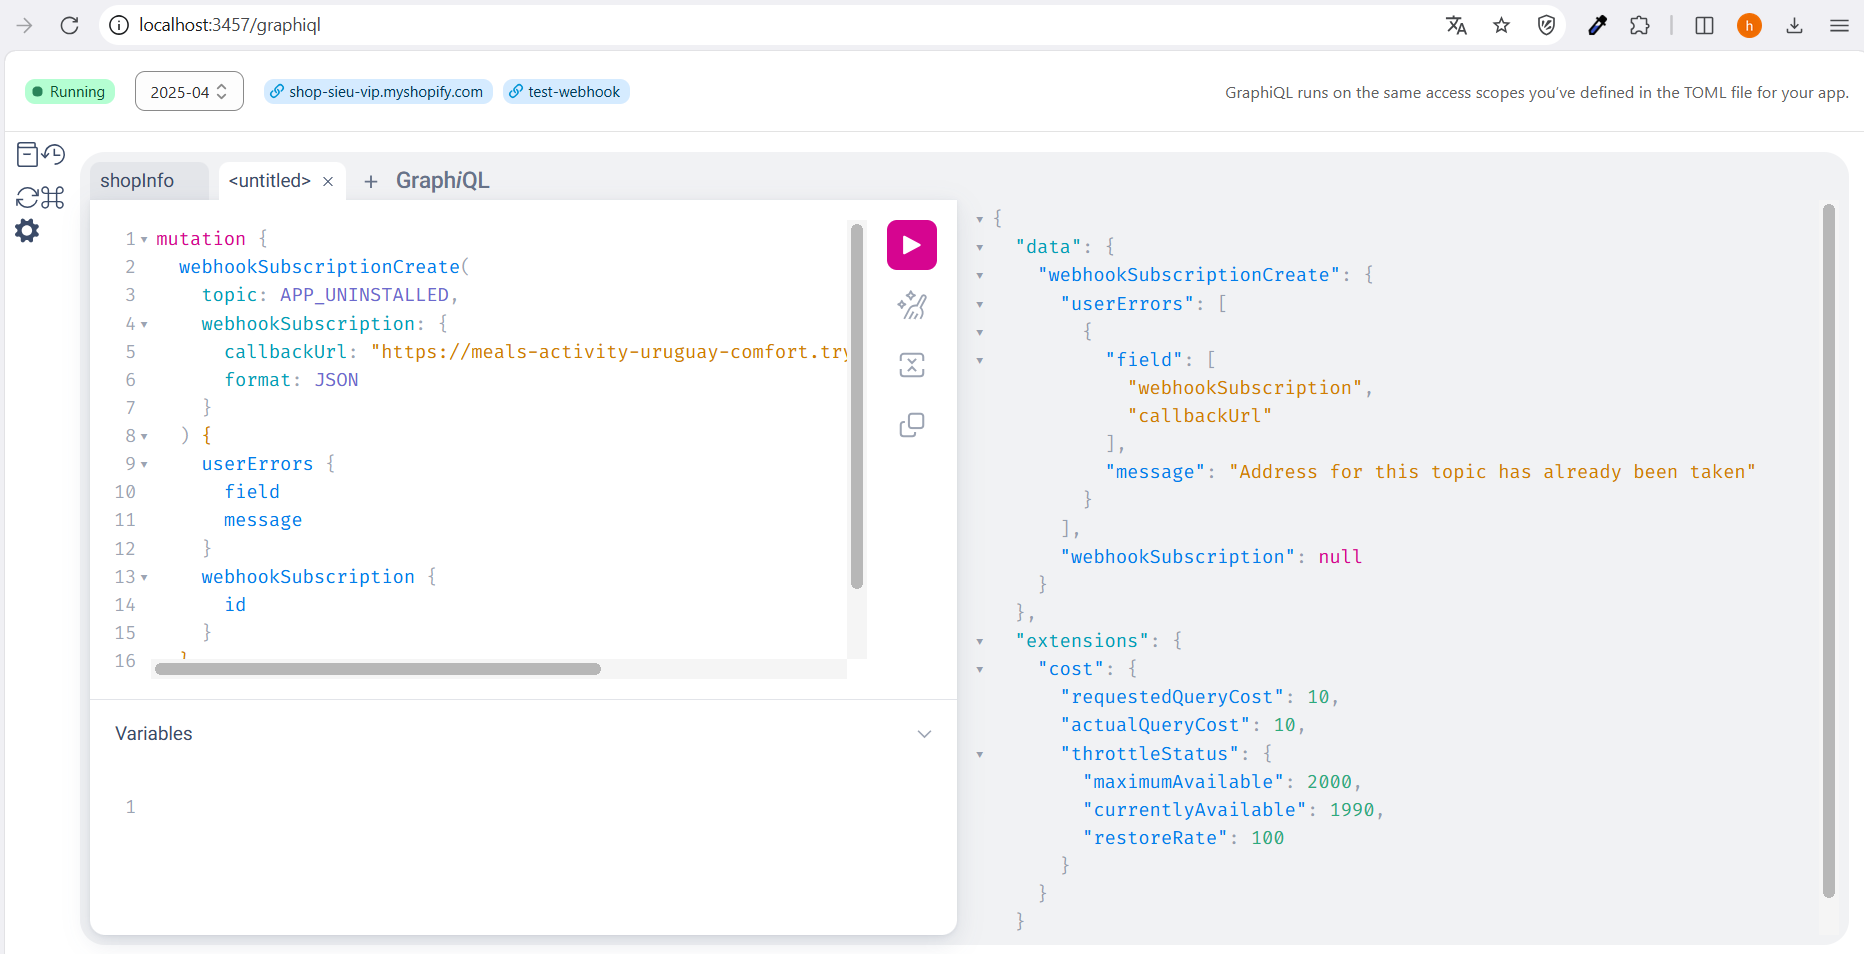 localhost:3457/graphiql
h
Running
2025-04
shop-sieu-vip.myshopify.com
test-webhook
GraphiQL runs on the same access scopes you've defined in the TOML file for your app.
shopInfo
<untitled>
GraphiQL
1 mutation {
2 webhookSubscriptionCreate(
3 topic: APP_UNINSTALLED,
4 webhookSubscription: {
5 callbackUrl: "https://meals-activity-uruguay-comfort.try
6 format: JSON
7 }
8 ) {
9 userErrors {
10 field
11 message
12 }
13 webhookSubscription {
14 id
15 }
16 }
Variables
1
{
"data": {
"webhookSubscriptionCreate": {
"userErrors": [
{
"field": [
"webhookSubscription",
"callbackUrl"
],
"message": "Address for this topic has already been taken"
}
],
"webhookSubscription": null
}
},
"extensions": {
"cost": {
"requestedQueryCost": 10,
"actualQueryCost": 10,
"throttleStatus": {
"maximumAvailable": 2000,
"currentlyAvailable": 1990,
"restoreRate": 100
}
}
}